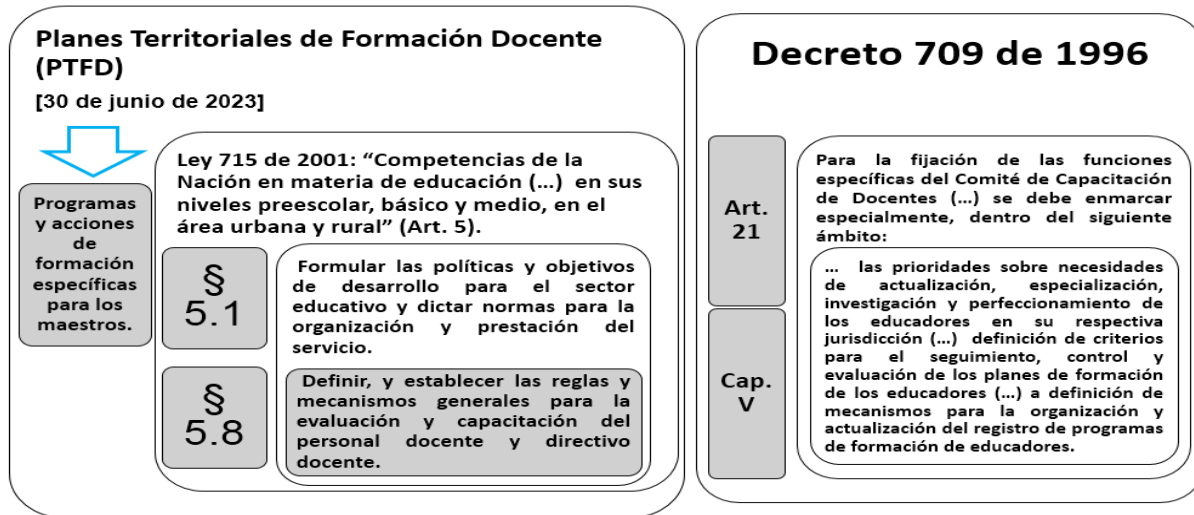 Planes Territoriales de Formación Docente
(PTFD)
[30 de junio de 2023]
Programas
y acciones
de
formación
específicas
para los
maestros.
Ley 715 de 2001: “Competencias de la
Nación en materia de educación (…) en sus
niveles preescolar, básico y medio, en el
área urbana y rural” (Art. 5).
§
5.1
Formular las políticas y objetivos
de desarrollo para el sector
educativo y dictar normas para la
organización y prestación del
servicio.
§
5.8
Definir, y establecer las reglas y
mecanismos generales para la
evaluación y capacitación del
personal docente y directivo
docente.
Decreto 709 de 1996
Art.
21
Cap.
V
Para la fijación de las funciones
específicas del Comité de Capacitación
de Docentes (…) se debe enmarcar
especialmente, dentro del siguiente
ámbito:
… las prioridades sobre necesidades
de actualización, especialización,
investigación y perfeccionamiento de
los educadores en su respectiva
jurisdicción (…) definición de criterios
para el seguimiento, control y
evaluación de los planes de formación
de los educadores (…) a definición de
mecanismos para la organización y
actualización del registro de programas
de formación de educadores.